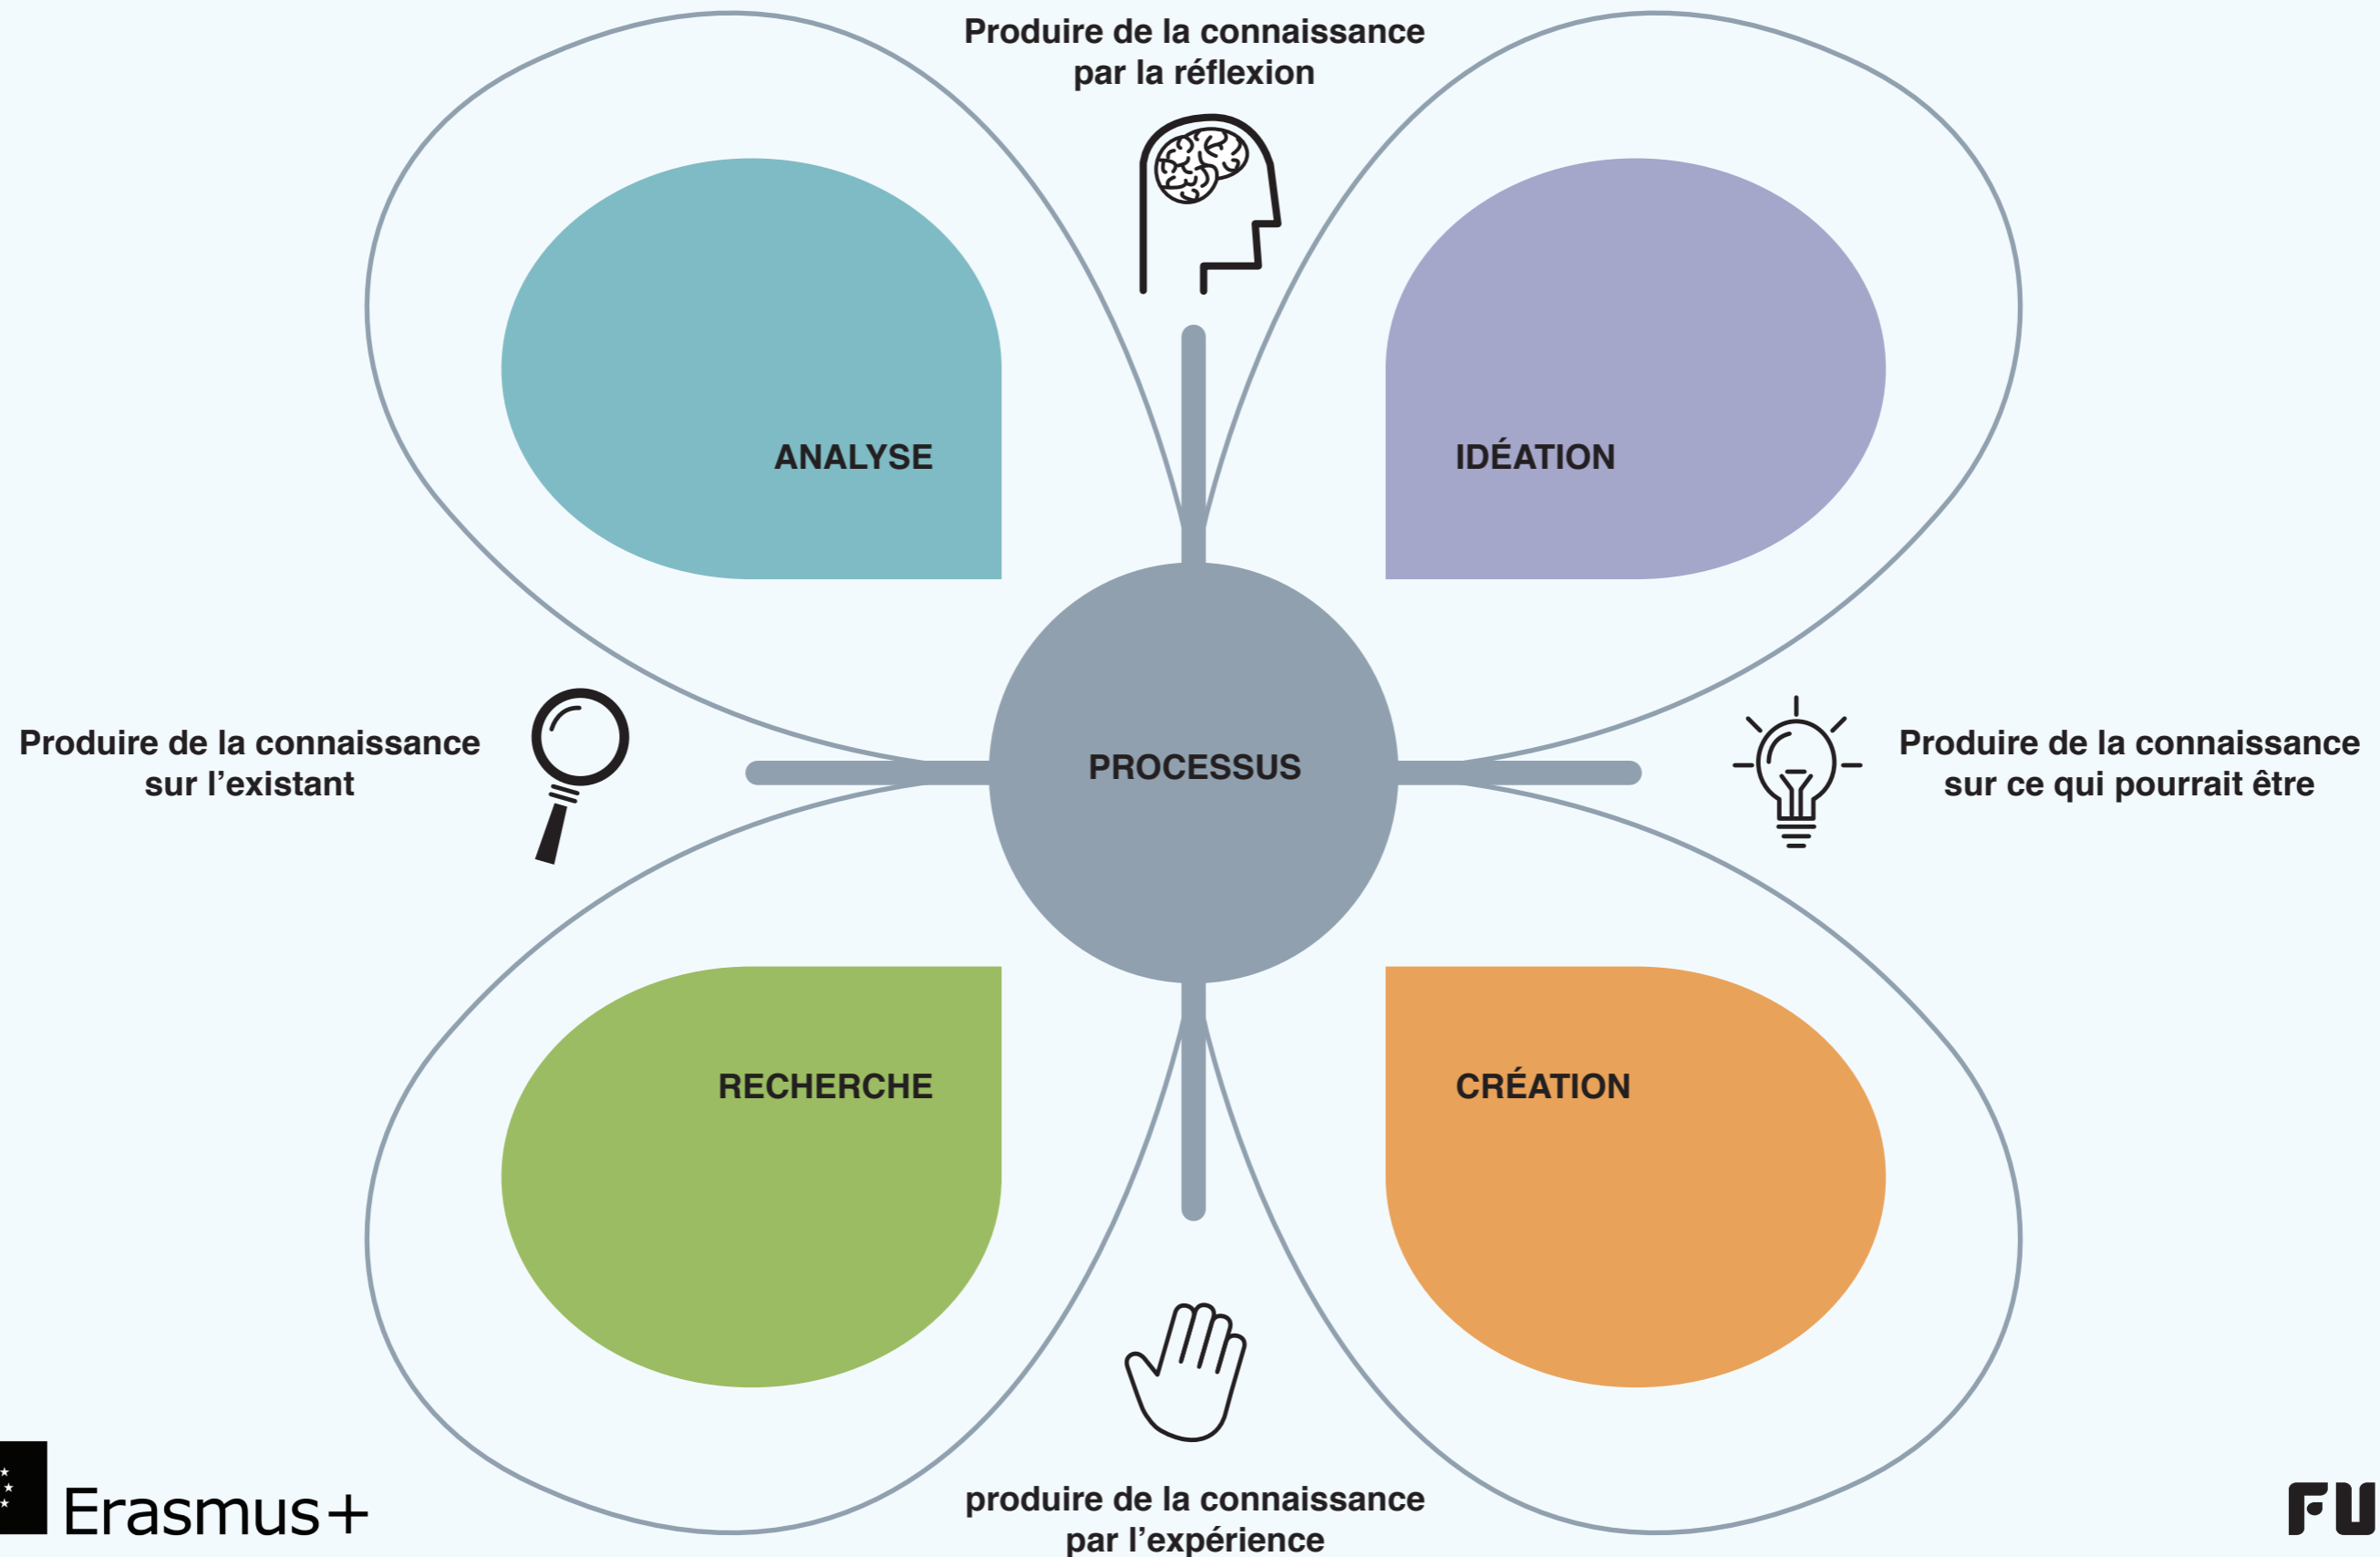 Produire de la connaissance
par la réflexion
ANALYSE
IDÉATION
Produire de la connaissance
sur l'existant
PROCESSUS
Produire de la connaissance
sur ce qui pourrait être
RECHERCHE
CRÉATION
produire de la connaissance
par l'expérience
Erasmus+
FU